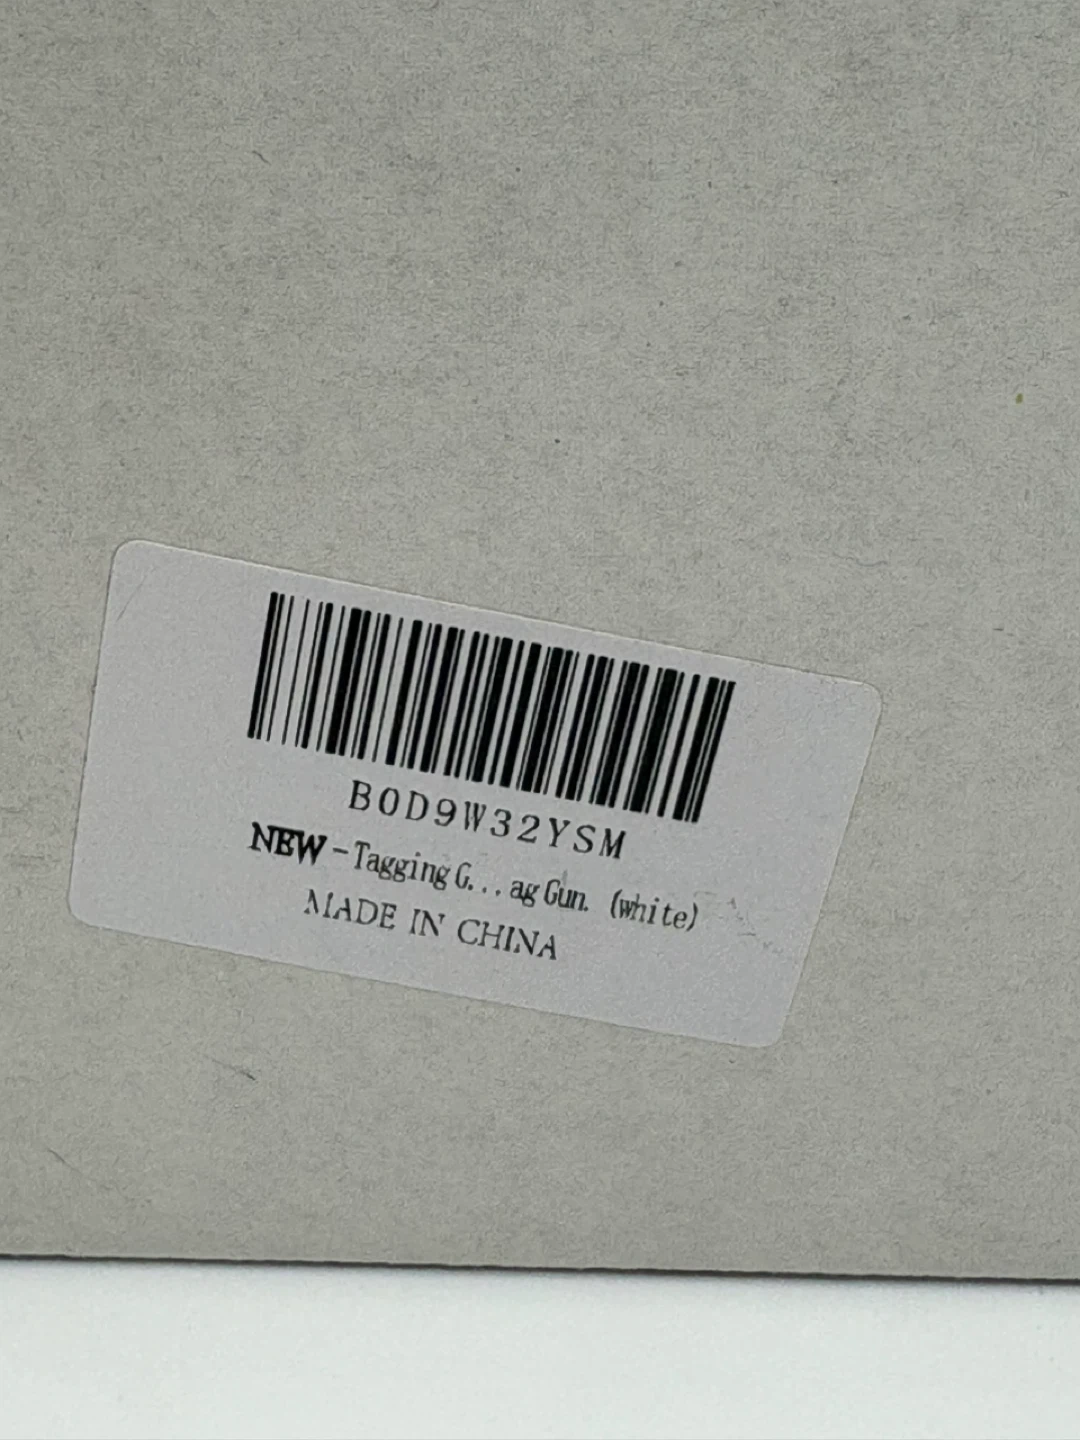 B0D9W32YSM
NEW -Tagging G...ag Gun. (white)
MADE IN CHINA